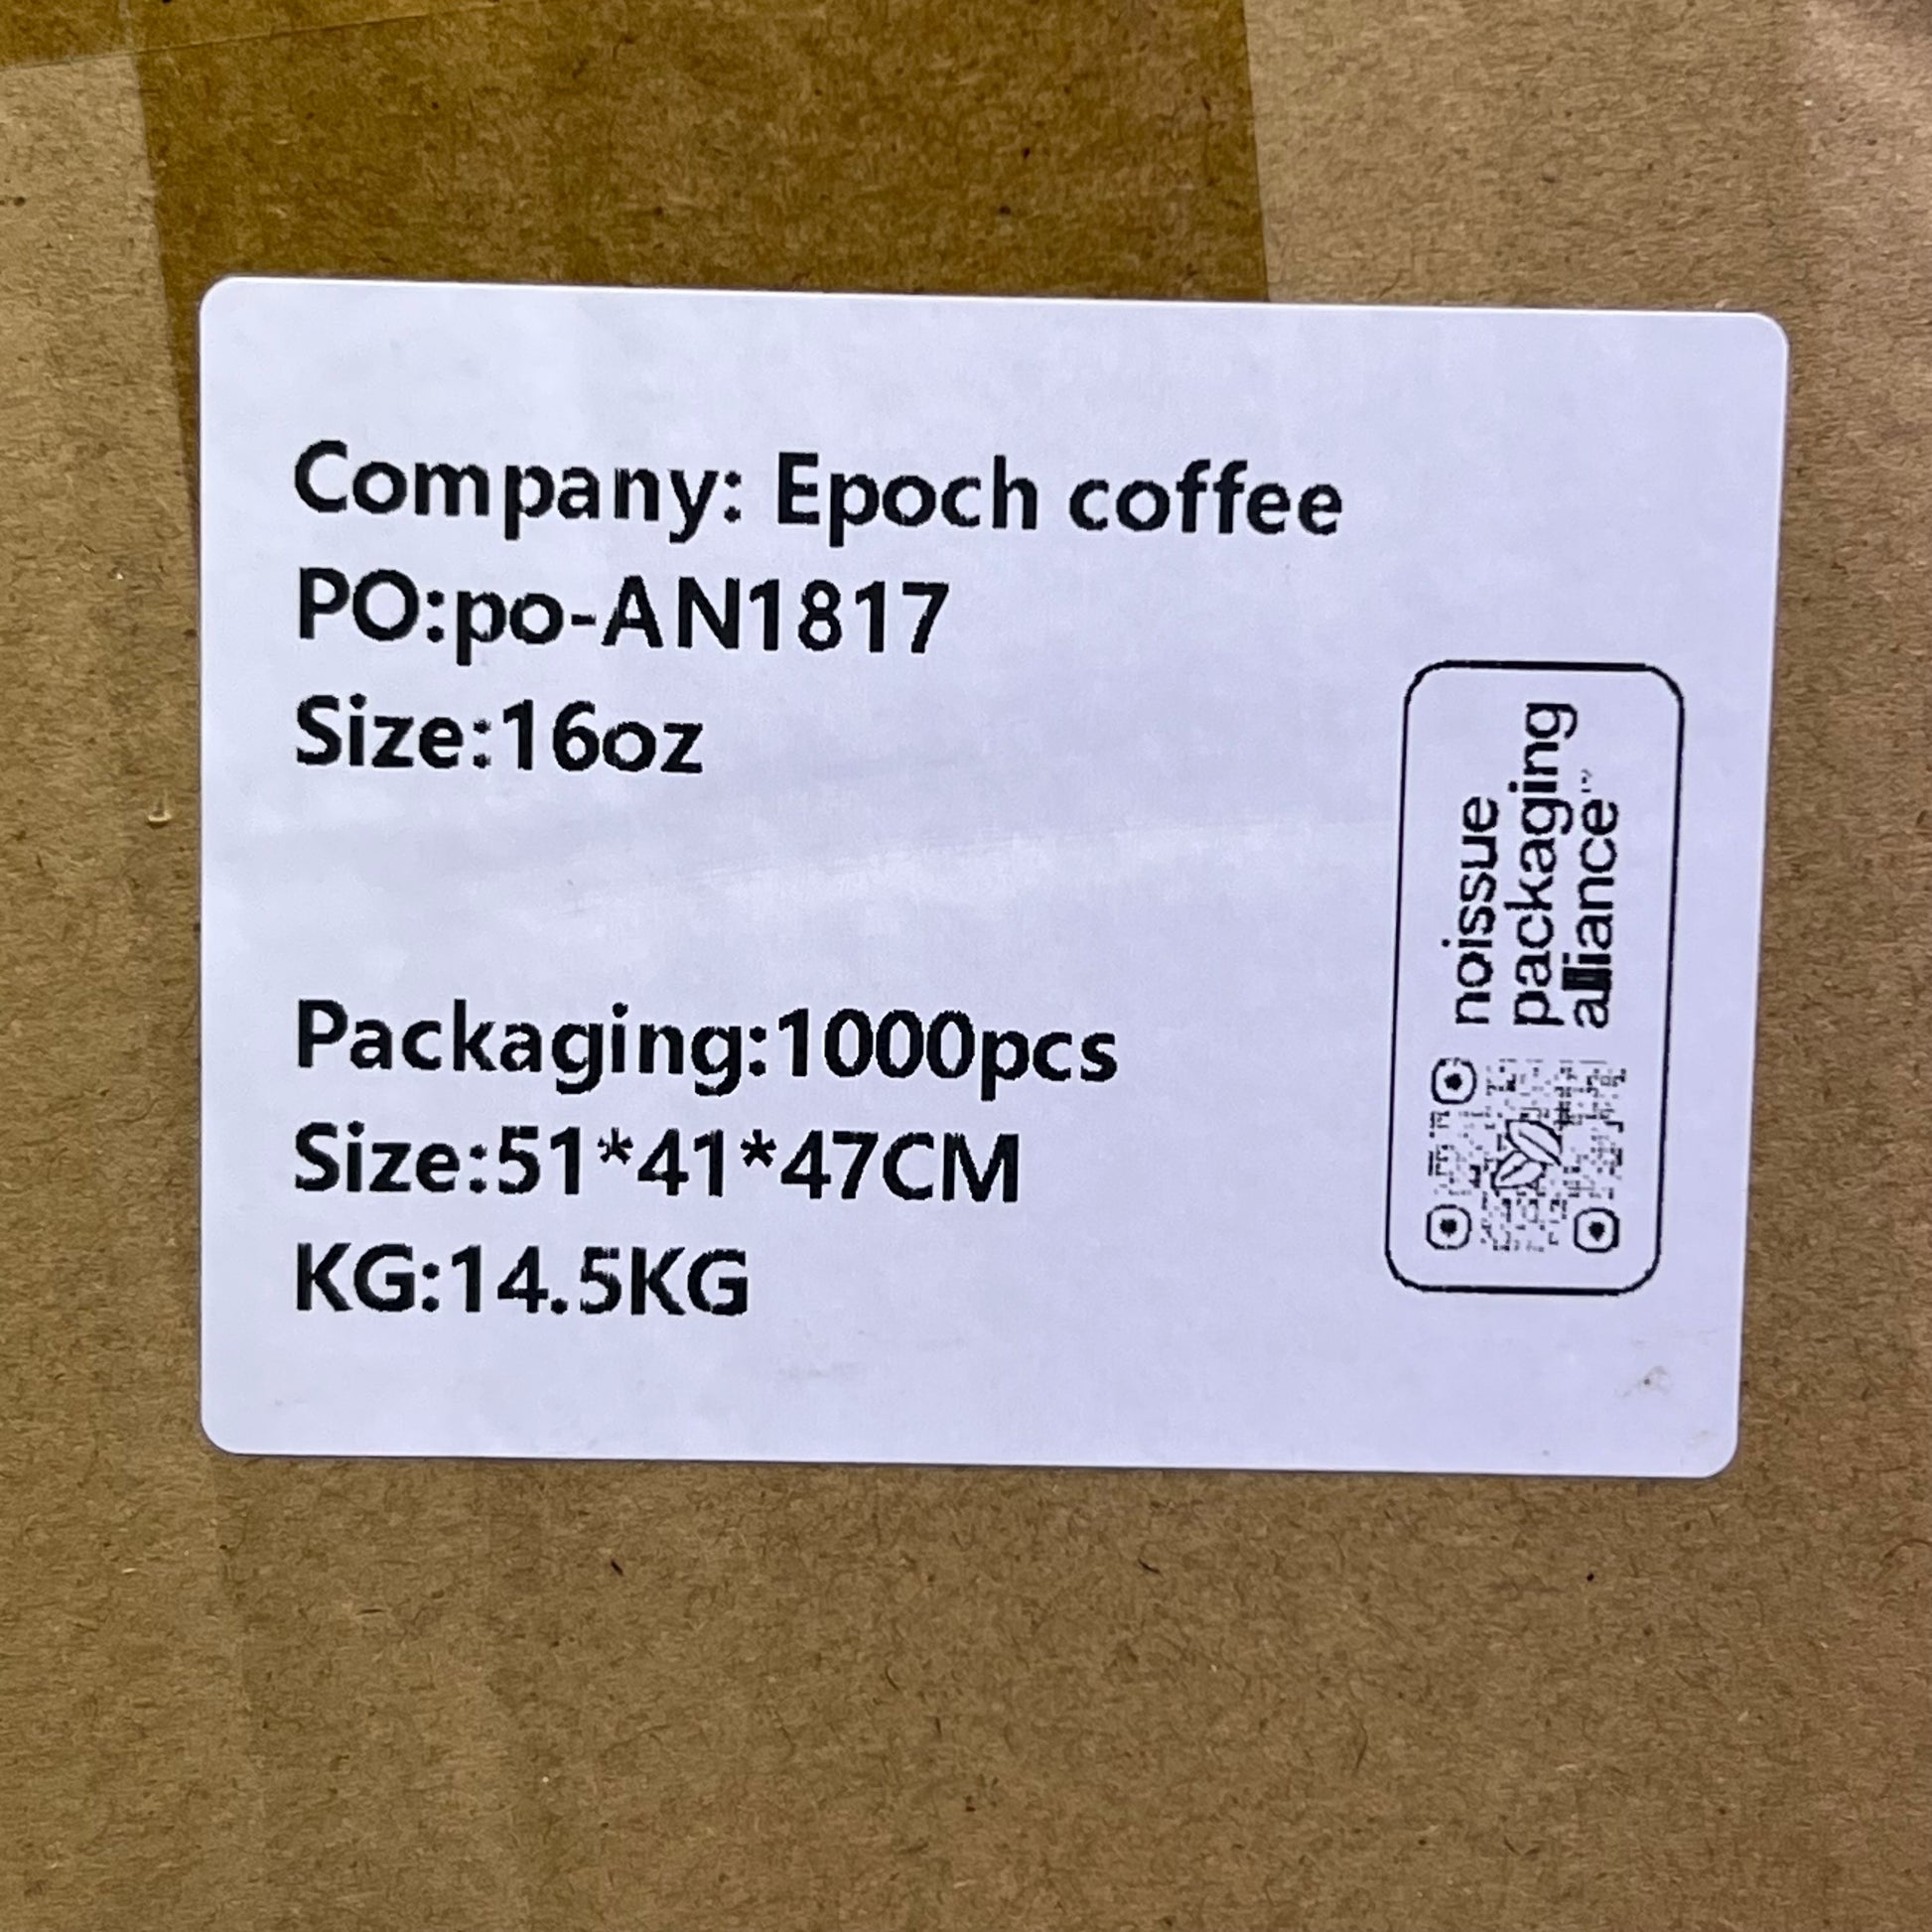 Company: Epoch coffee
PO:po-AN1817
Size:16oz
Packaging:1000pcs
Size:51*41*47CM
KG:14.5KG
noissue
packaging
alliance™